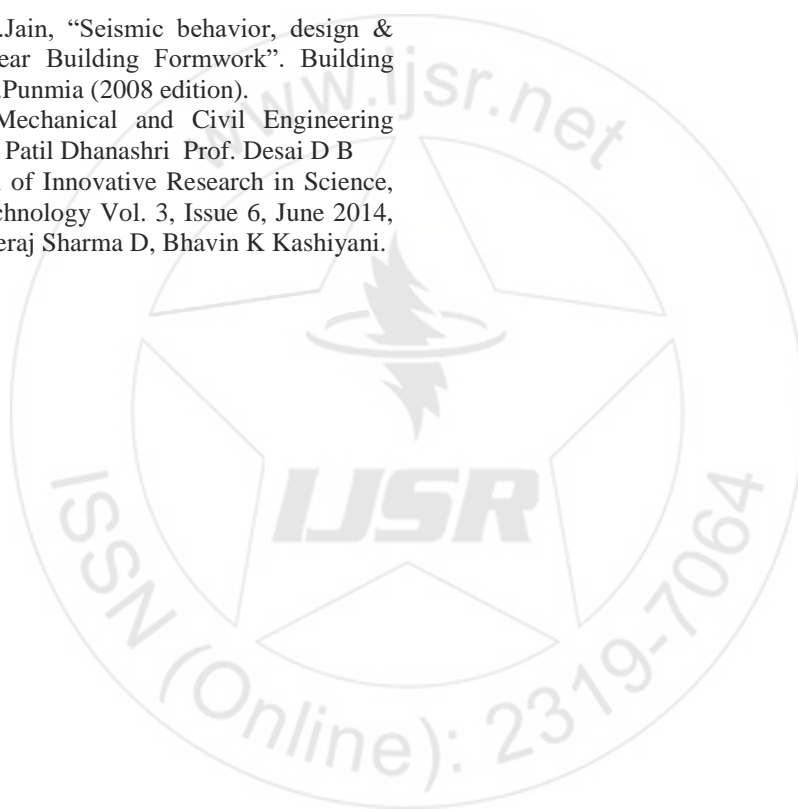 .Jain, “Seismic behavior, design &
ear Building Formwork”. Building
.Punmia (2008 edition).
Mechanical and Civil Engineering
Patil Dhanashri Prof. Desai D B
of Innovative Research in Science,
chnology Vol. 3, Issue 6, June 2014,
eraj Sharma D, Bhavin K Kashiyani.
www.ijsr.net
IJSR
ISSN (Online): 2319-7064